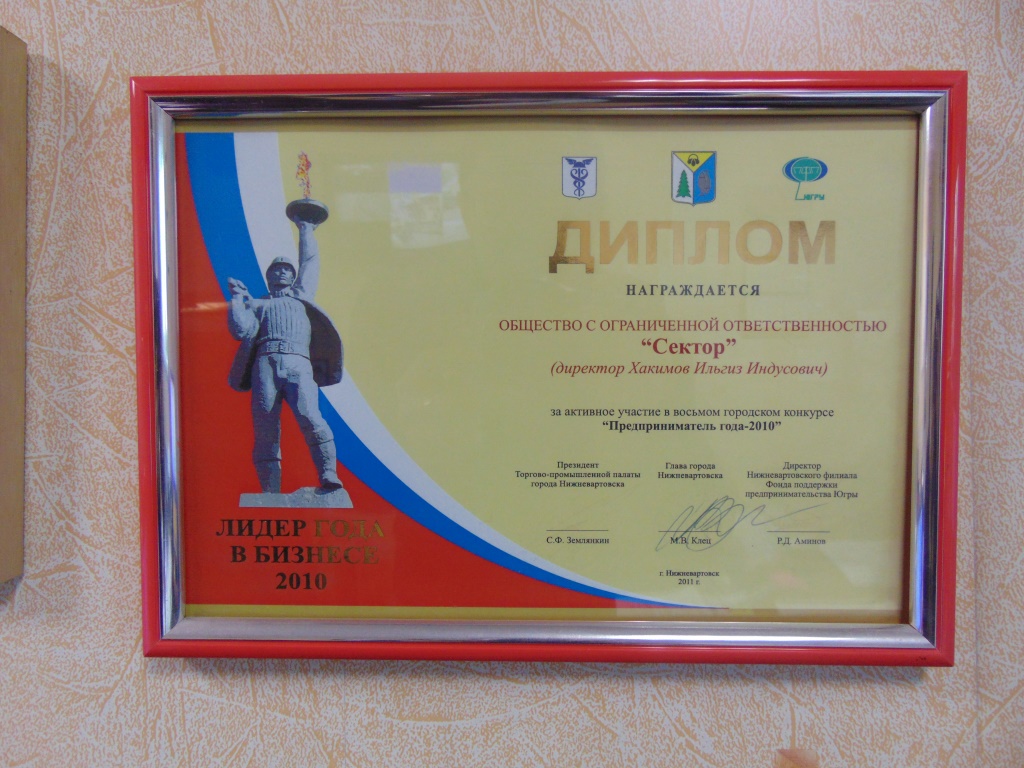 ЮГРЫ
ДИПЛОМ
НАГРАЖДАЕТСЯ
ОБЩЕСТВО С ОГРАНИЧЕННОЙ ОТВЕТСТВЕННОСТЬЮ
“Сектор”
(директор Хакимов Ильгиз Индусович)
за активное участие в восьмом городском конкурсе
“Предприниматель года-2010”
Президент
Торгово-промышленной палаты
города Нижневартовска
С.Ф. Землянкин
Глава города
Нижневартовска
М.В. Клец
Директор
Нижневартовского филиала
Фонда поддержки
предпринимательства Югры
Р.Д. Аминов
г. Нижневартовск
2011 г.
ЛИДЕР ГОДА
В БИЗНЕСЕ
2010